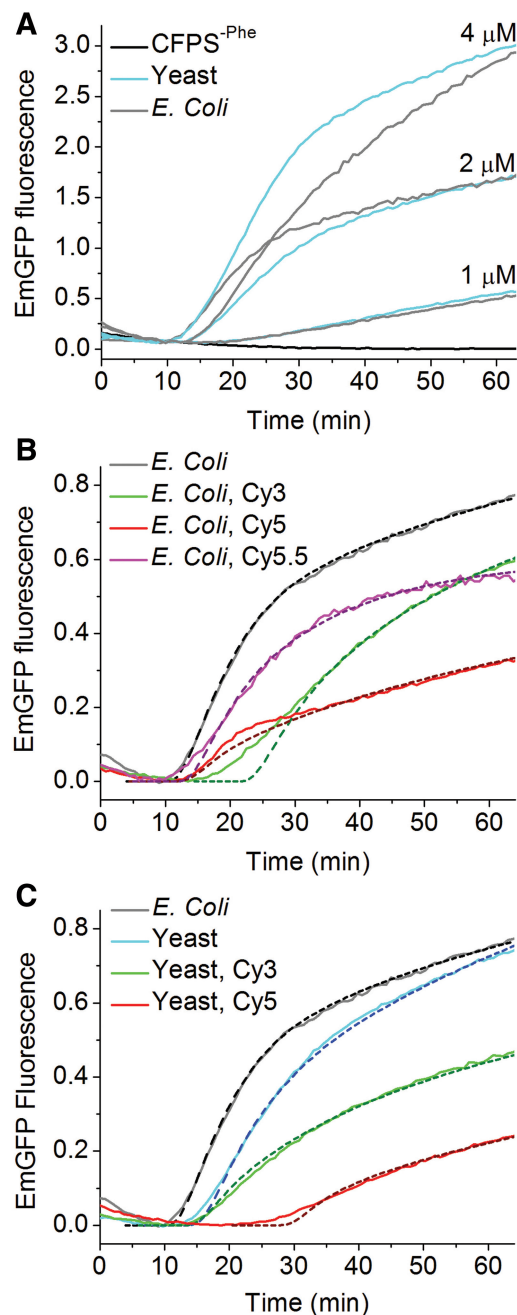 A
CFPS-Phe
Yeast
E. Coli
4 μM
2 μM
1 μM
3.0
2.5
2.0
1.5
1.0
0.5
0.0
EmGFP fluorescence
0 10 20 30 40 50 60
Time (min)
B
E. Coli
E. Coli, Cy3
E. Coli, Cy5
E. Coli, Cy5.5
0.8
0.6
0.4
0.2
0.0
EmGFP fluorescence
0 10 20 30 40 50 60
Time (min)
C
E. Coli
Yeast
Yeast, Cy3
Yeast, Cy5
0.8
0.6
0.4
0.2
0.0
EmGFP Fluorescence
0 10 20 30 40 50 60
Time (min)